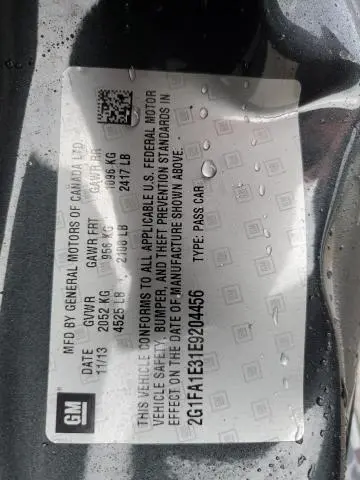 MFD BY GENERAL MOTORS OF CANADA LTD
DATE GVWR GAWR FRT GAWR RR
11/13 2052 KG 956 KG 1096 KG
4525 LB 2108 LB 2417 LB
THIS VEHICLE CONFORMS TO ALL APPLICABLE U.S. FEDERAL MOTOR
VEHICLE SAFETY, BUMPER, AND THEFT PREVENTION STANDARDS IN
EFFECT ON THE DATE OF MANUFACTURE SHOWN ABOVE.
TYPE: PASS CAR
2G1FA1E31E9204456
GM